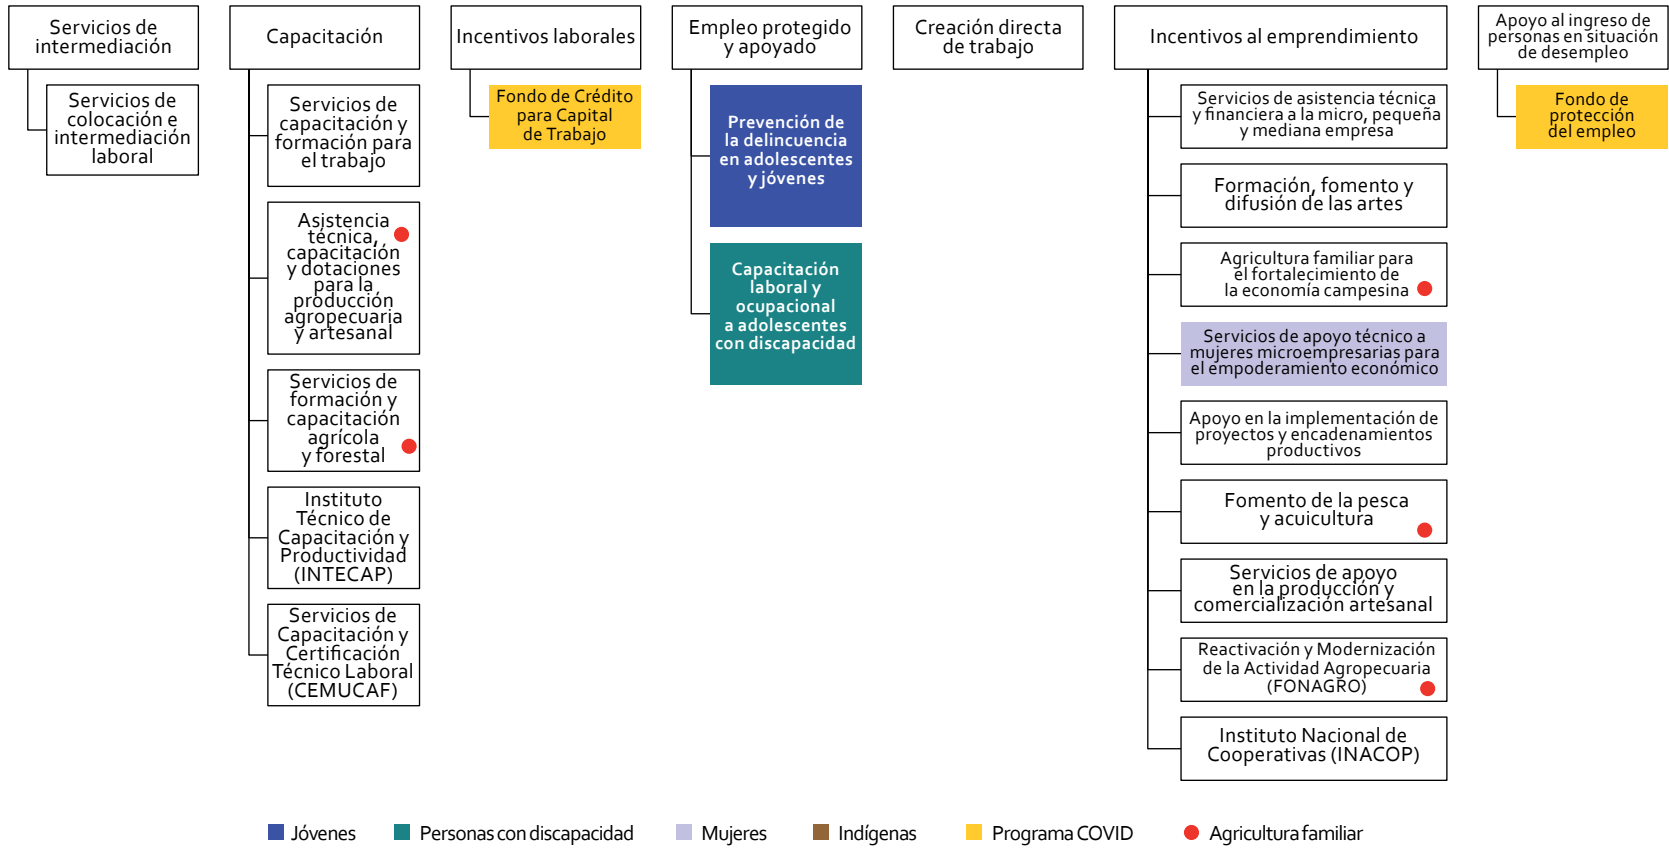 Servicios de
intermediación
Servicios de
colocación e
intermediación
laboral
Capacitación
Servicios de
capacitación y
formación para
el trabajo
Asistencia
técnica,
capacitación
y dotaciones
para la
producción
agropecuaria
y artesanal
Servicios de
formación y
capacitación
agrícola
y forestal
Instituto
Técnico de
Capacitación y
Productividad
(INTECAP)
Servicios de
Capacitación y
Certificación
Técnico Laboral
(CEMUCAF)
Incentivos laborales
Fondo de Crédito
para Capital
de Trabajo
Empleo protegido
y apoyado
Prevención de
la delincuencia
en adolescentes
y jóvenes
Capacitación
laboral y
ocupacional
a adolescentes
con discapacidad
Creación directa
de trabajo
Incentivos al emprendimiento
Servicios de asistencia técnica
y financiera a la micro, pequeña
y mediana empresa
Formación, fomento y
difusión de las artes
Agricultura familiar para
el fortalecimiento de
la economía campesina
Servicios de apoyo técnico a
mujeres microempresarias para
el empoderamiento económico
Apoyo en la implementación de
proyectos y encadenamientos
productivos
Fomento de la pesca
y acuicultura
Servicios de apoyo
en la producción y
comercialización artesanal
Reactivación y Modernización
de la Actividad Agropecuaria
(FONAGRO)
Instituto Nacional de
Cooperativas (INACOP)
Apoyo al ingreso de
personas en situación
de desempleo
Fondo de
protección
del empleo
Jóvenes
Personas con discapacidad
Mujeres
Indígenas
Programa COVID
Agricultura familiar